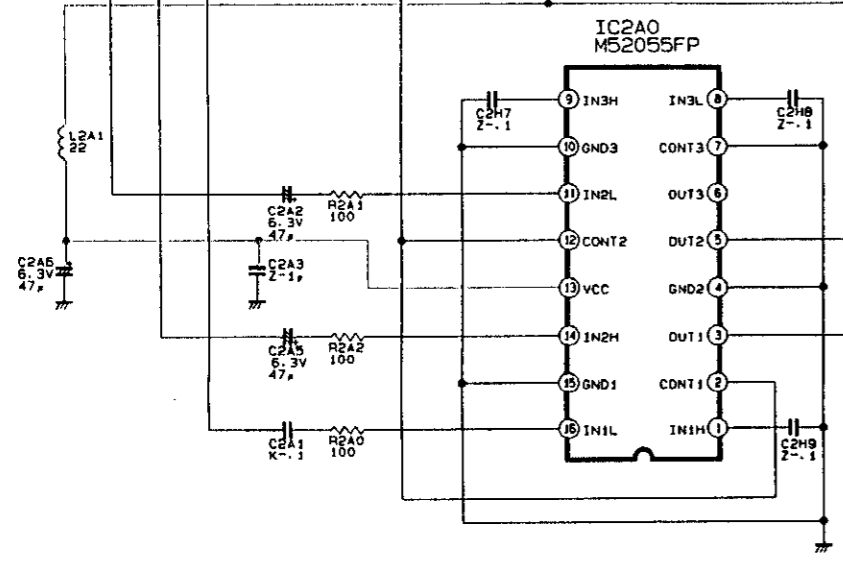 IC2A0
M52055FP
C2H7
Z-.1
9 IN3H
IN3L 8
C2H8
Z-.1
L2A1
22
10 GND3
CONT3 7
C2A2
6.3V
47μ
R2A1
100
11 IN2L
OUT3 6
12 CONT2
OUT2 5
C2A6
6.3V
47μ
C2A3
Z-1μ
13 VCC
GND2 4
C2A5
6.3V
47μ
R2A2
100
14 IN2H
OUT1 3
15 GND1
CONT1 2
C2A1
K-.1
R2A0
100
16 IN1L
IN1H 1
C2H9
Z-.1